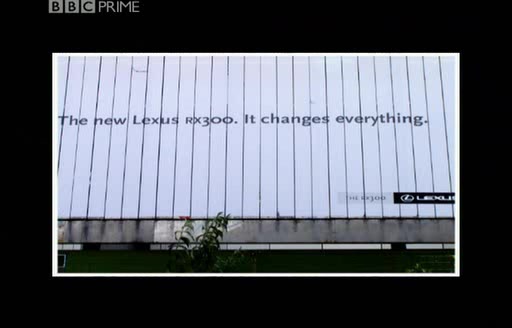 BBC PRIME
The new Lexus RX300. It changes everything.
THE RX300 LEXUS